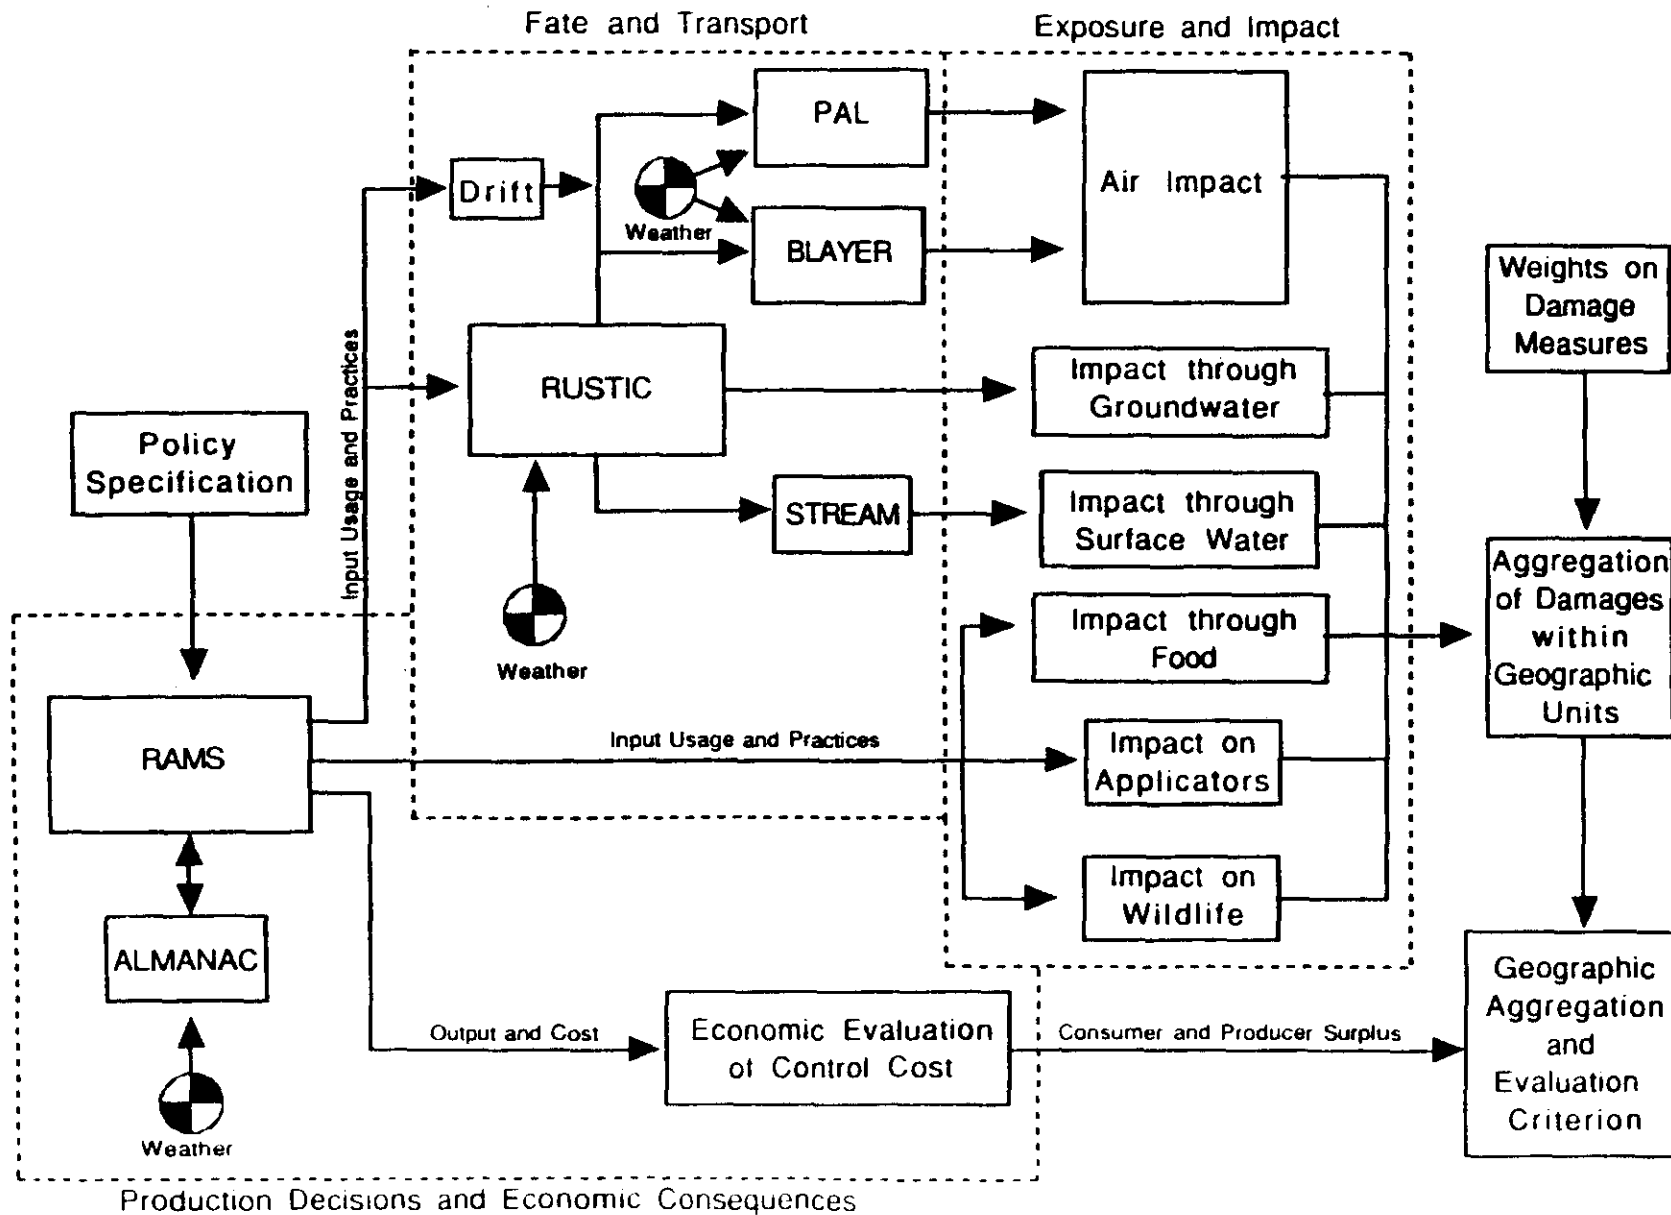 Fate and Transport
Exposure and Impact
PAL
Drift
Weather
BLAYER
Air Impact
Weights on
Damage
Measures
Input Usage and Practices
RUSTIC
Impact through
Groundwater
Policy
Specification
STREAM
Impact through
Surface Water
Weather
Impact through
Food
Aggregation
of Damages
within
Geographic
Units
RAMS
Input Usage and Practices
Impact on
Applicators
Impact on
Wildlife
ALMANAC
Weather
Output and Cost
Economic Evaluation
of Control Cost
Consumer and Producer Surplus
Geographic
Aggregation
and
Evaluation
Criterion
Production Decisions and Economic Consequences